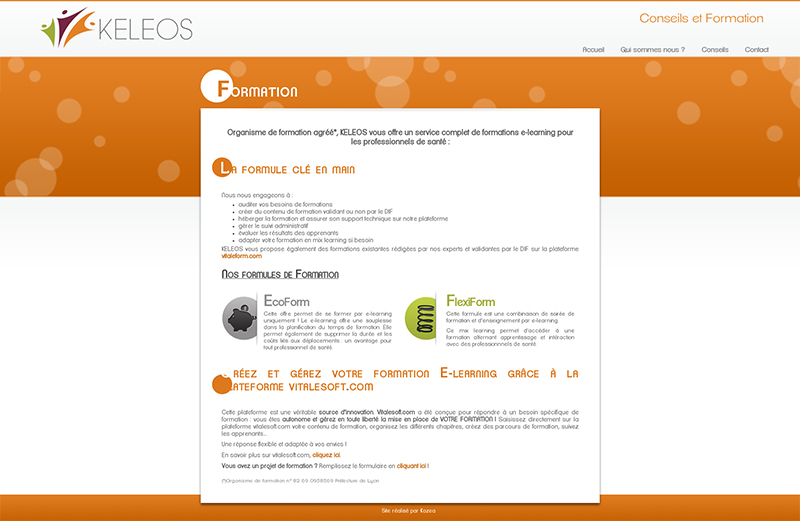 KELEOS
Conseils et Formation
Accueil Qui sommes nous ? Conseils Contact
Formation
Organisme de formation agréé*, KELEOS vous offre un service complet de formations e-learning pour
les professionnels de santé :
La formule clé en main
Nous nous engageons à :
auditer vos besoins de formations
créer du contenu de formation validant ou non par le DIF
héberger la formation et assurer son support technique sur notre plateforme
gérer le suivi administratif
évaluer les résultats des apprenants
adapter votre formation en mix learning si besoin
KELEOS vous propose également des formations existantes rédigées par nos experts et validantes par le DIF sur la plateforme
vitaleform.com
Nos formules de Formation
EcoForm
Cette offre permet de se former par e-learning
uniquement ! Le e-learning offre une souplesse
dans la planification du temps de formation. Elle
permet également de supprimer la durée et les
coûts liés aux déplacements : un avantage pour
tout professionnel de santé
FlexiForm
Cette formule est une combinaison de soirée de
formation et d'enseignement par e-learning.
Ce mix learning permet d'accéder à une
formation alternant apprentissage et intéraction
avec des professionnels de santé
Créez et gérez votre formation E-learning grâce à la
plateforme vitalesoft.com
Cette plateforme est une véritable source d'innovation. Vitalesoft.com a été conçue pour répondre à un besoin spécifique de
formation : vous êtes autonome et gérez en toute liberté la mise en place de VOTRE FORMATION ! Saisissez directement sur la
plateforme vitalesoft.com votre contenu de formation, organisez les différents chapitres, créez des parcours de formation, suivez
les apprenants...
Une réponse flexible et adaptée à vos envies !
En savoir plus sur vitalesoft.com, cliquez ici.
Vous avez un projet de formation ? Remplissez le formulaire en cliquant ici !
(*)Organisme de formation n° 82 69 0938569 Préfecture de Lyon
Site réalisé par Kozea